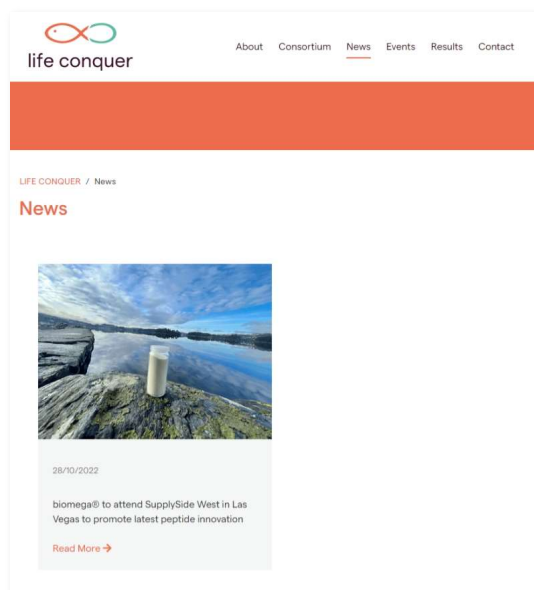 life conquer
About Consortium News Events Results Contact
LIFE CONQUER / News
News
28/10/2022
biomega® to attend SupplySide West in Las
Vegas to promote latest peptide innovation
Read More →